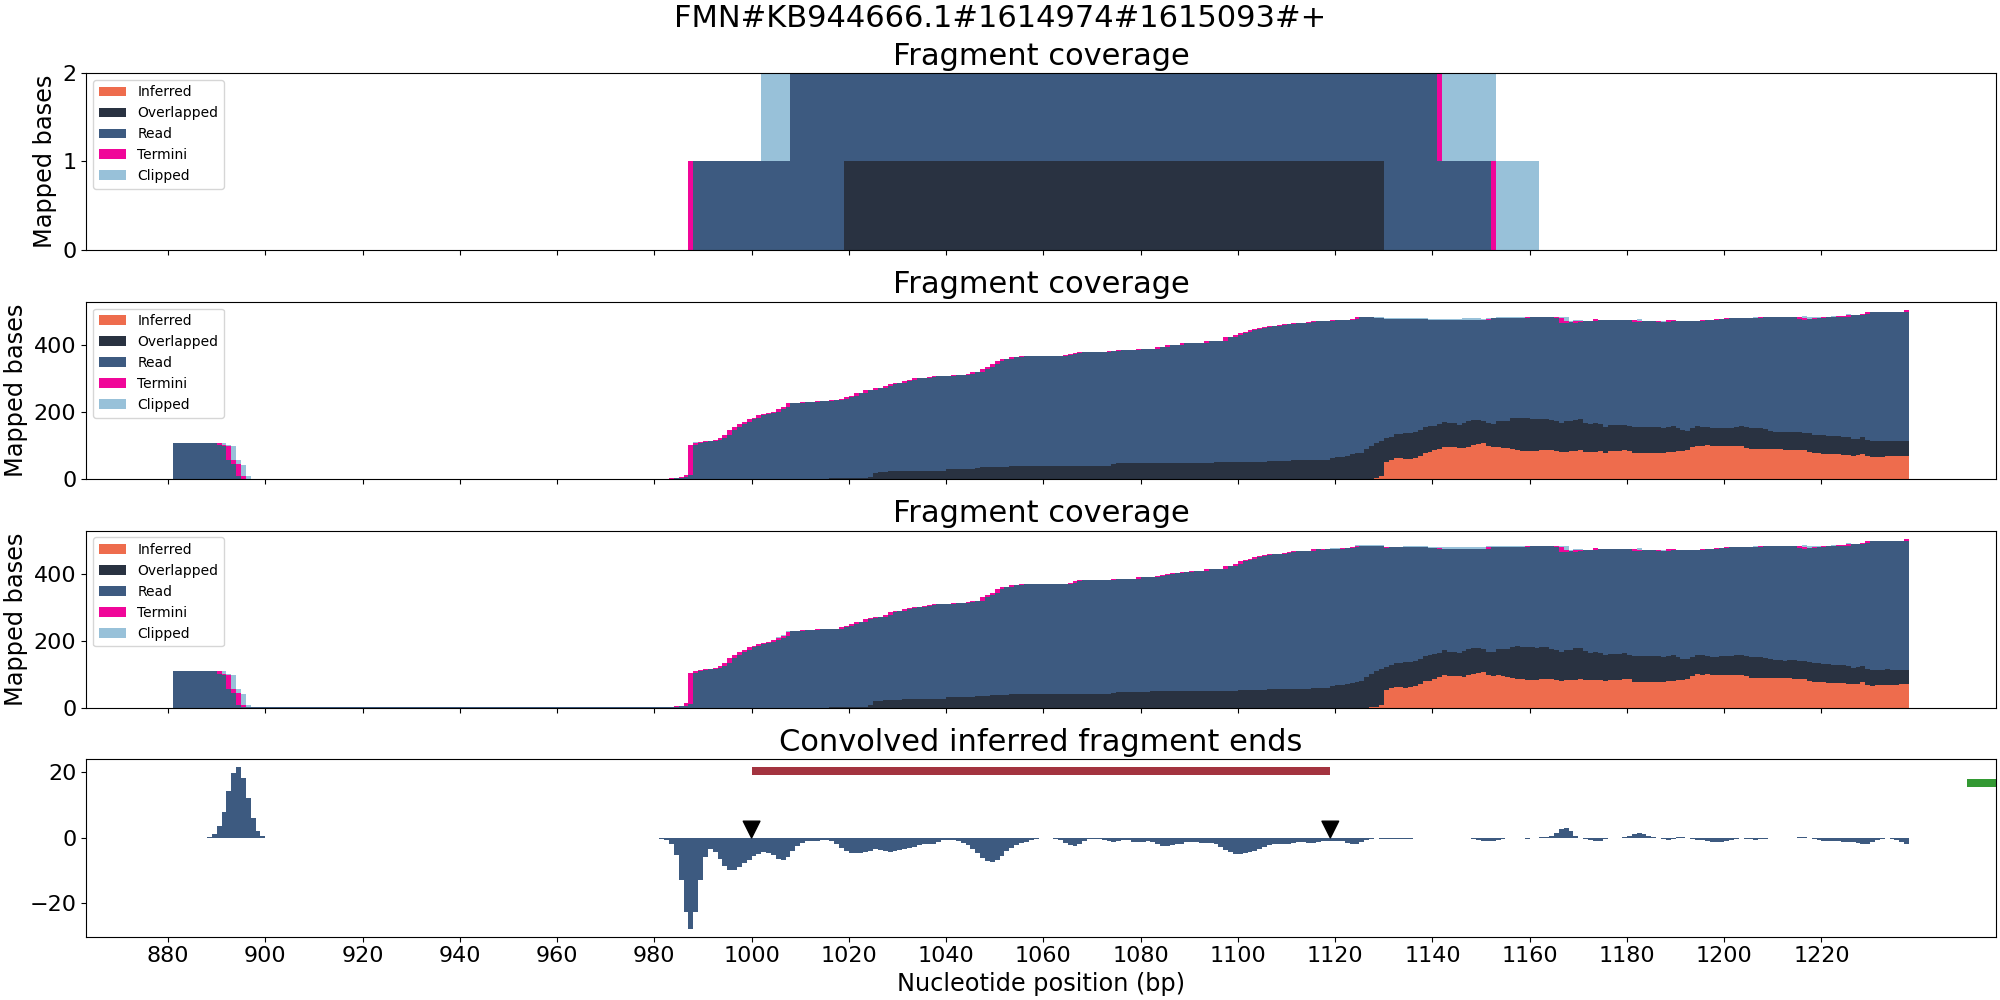 FMN#KB944666.1#1614974#1615093#+
Fragment coverage
Mapped bases
2
1
0
Inferred
Overlapped
Read
Termini
Clipped
Fragment coverage
Mapped bases
400
200
0
Inferred
Overlapped
Read
Termini
Clipped
Fragment coverage
Mapped bases
400
200
0
Inferred
Overlapped
Read
Termini
Clipped
Convolved inferred fragment ends
20
0
−20
880 900 920 940 960 980 1000 1020 1040 1060 1080 1100 1120 1140 1160 1180 1200 1220
Nucleotide position (bp)